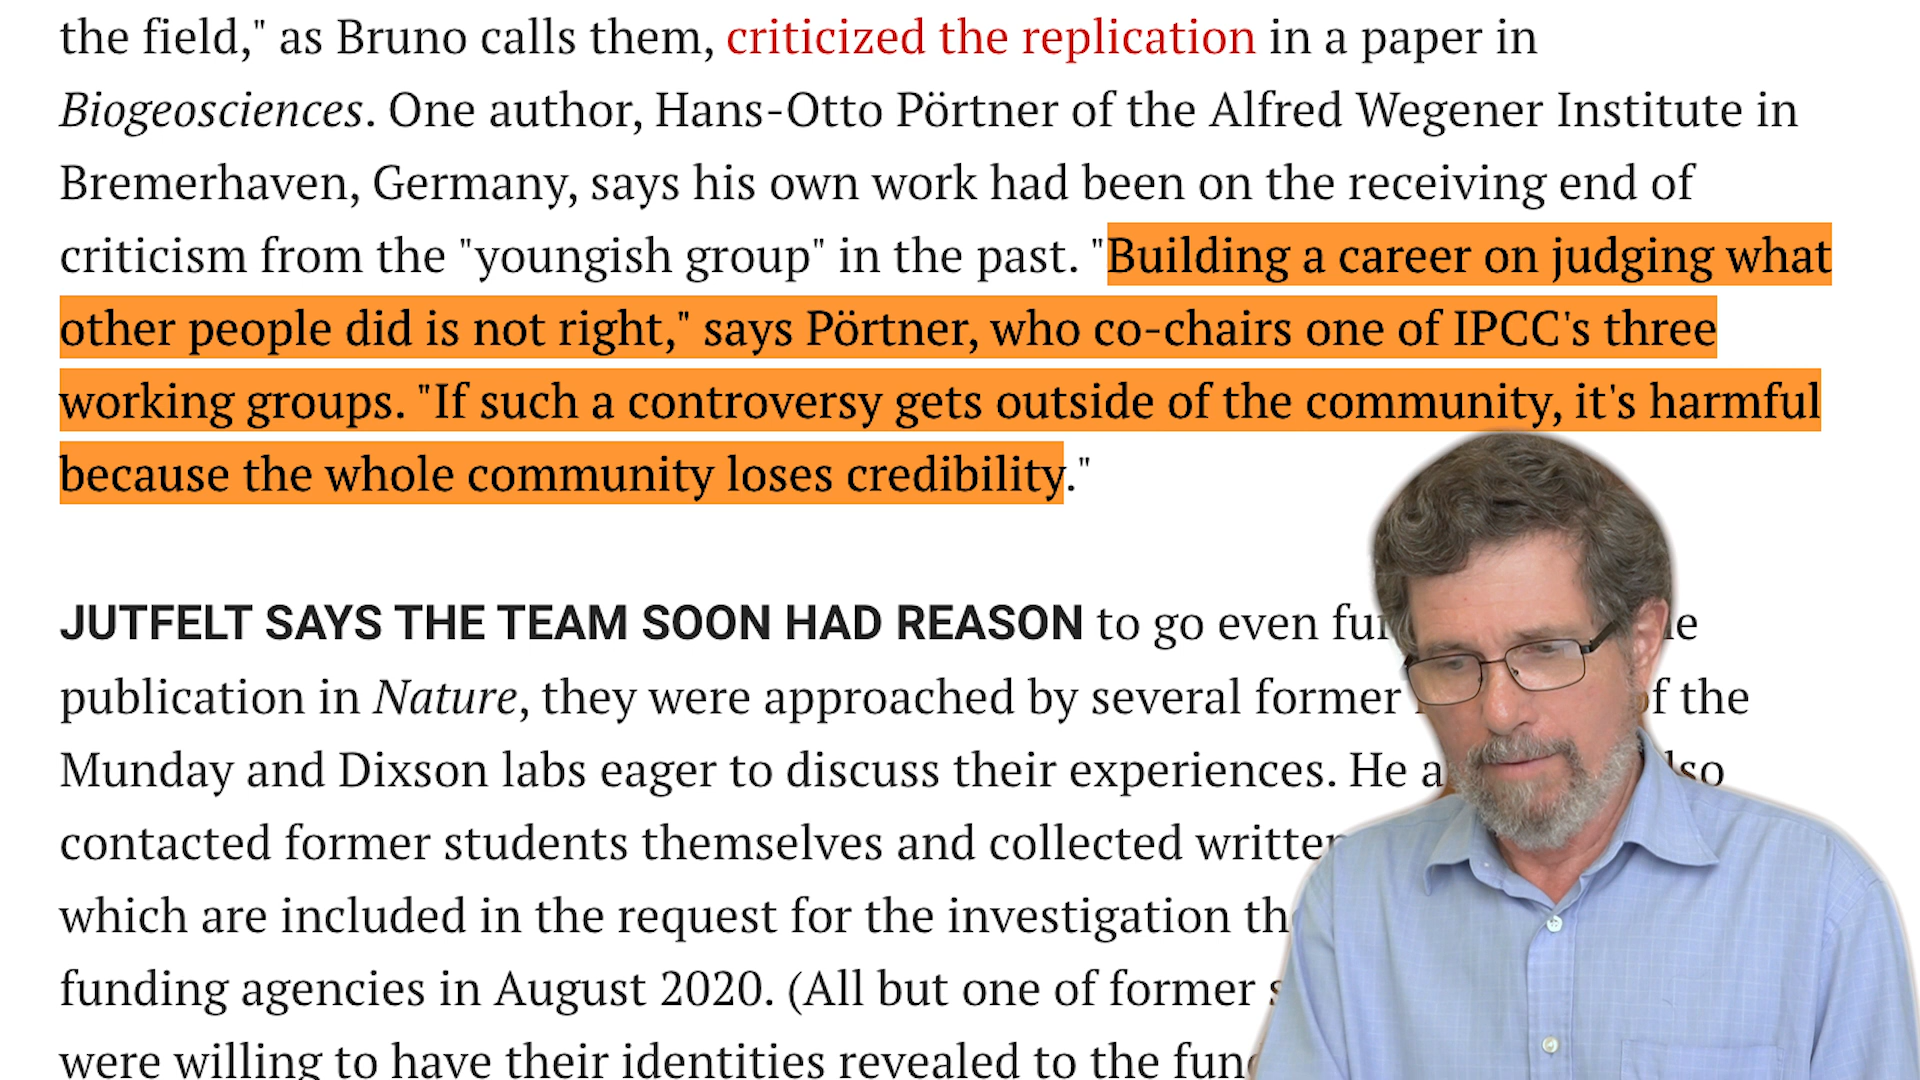 the field," as Bruno calls them, criticized the replication in a paper in
Biogeosciences. One author, Hans-Otto Pörtner of the Alfred Wegener Institute in
Bremerhaven, Germany, says his own work had been on the receiving end of
criticism from the "youngish group" in the past. "Building a career on judging what
other people did is not right," says Pörtner, who co-chairs one of IPCC's three
working groups. "If such a controversy gets outside of the community, it's harmful
because the whole community loses credibility."
JUTFELT SAYS THE TEAM SOON HAD REASON to go even
publication in Nature, they were approached by several former of the
Munday and Dixson labs eager to discuss their experiences. He
contacted former students themselves and collected written
which are included in the request for the investigation
funding agencies in August 2020. (All but one of former
were willing to have their identities revealed to the